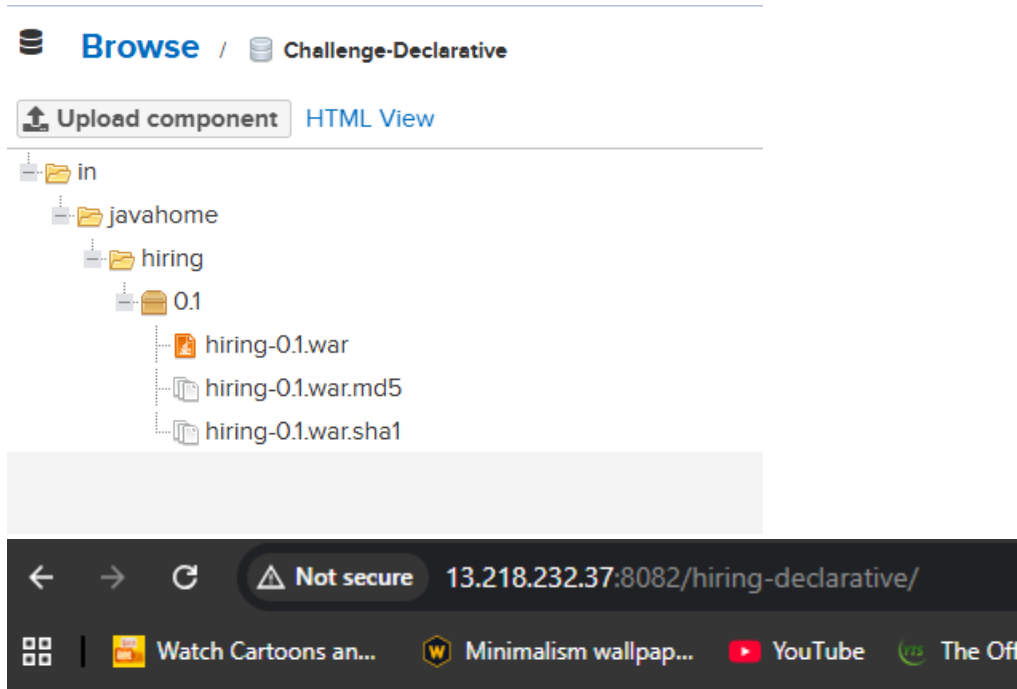 Browse / Challenge-Declarative
Upload component HTML View
in
javahome
hiring
0.1
hiring-0.1.war
hiring-0.1.war.md5
hiring-0.1.war.sha1
Not secure 13.218.232.37:8082/hiring-declarative/
Watch Cartoons an... W Minimalism wallpap... YouTube YTS The Off